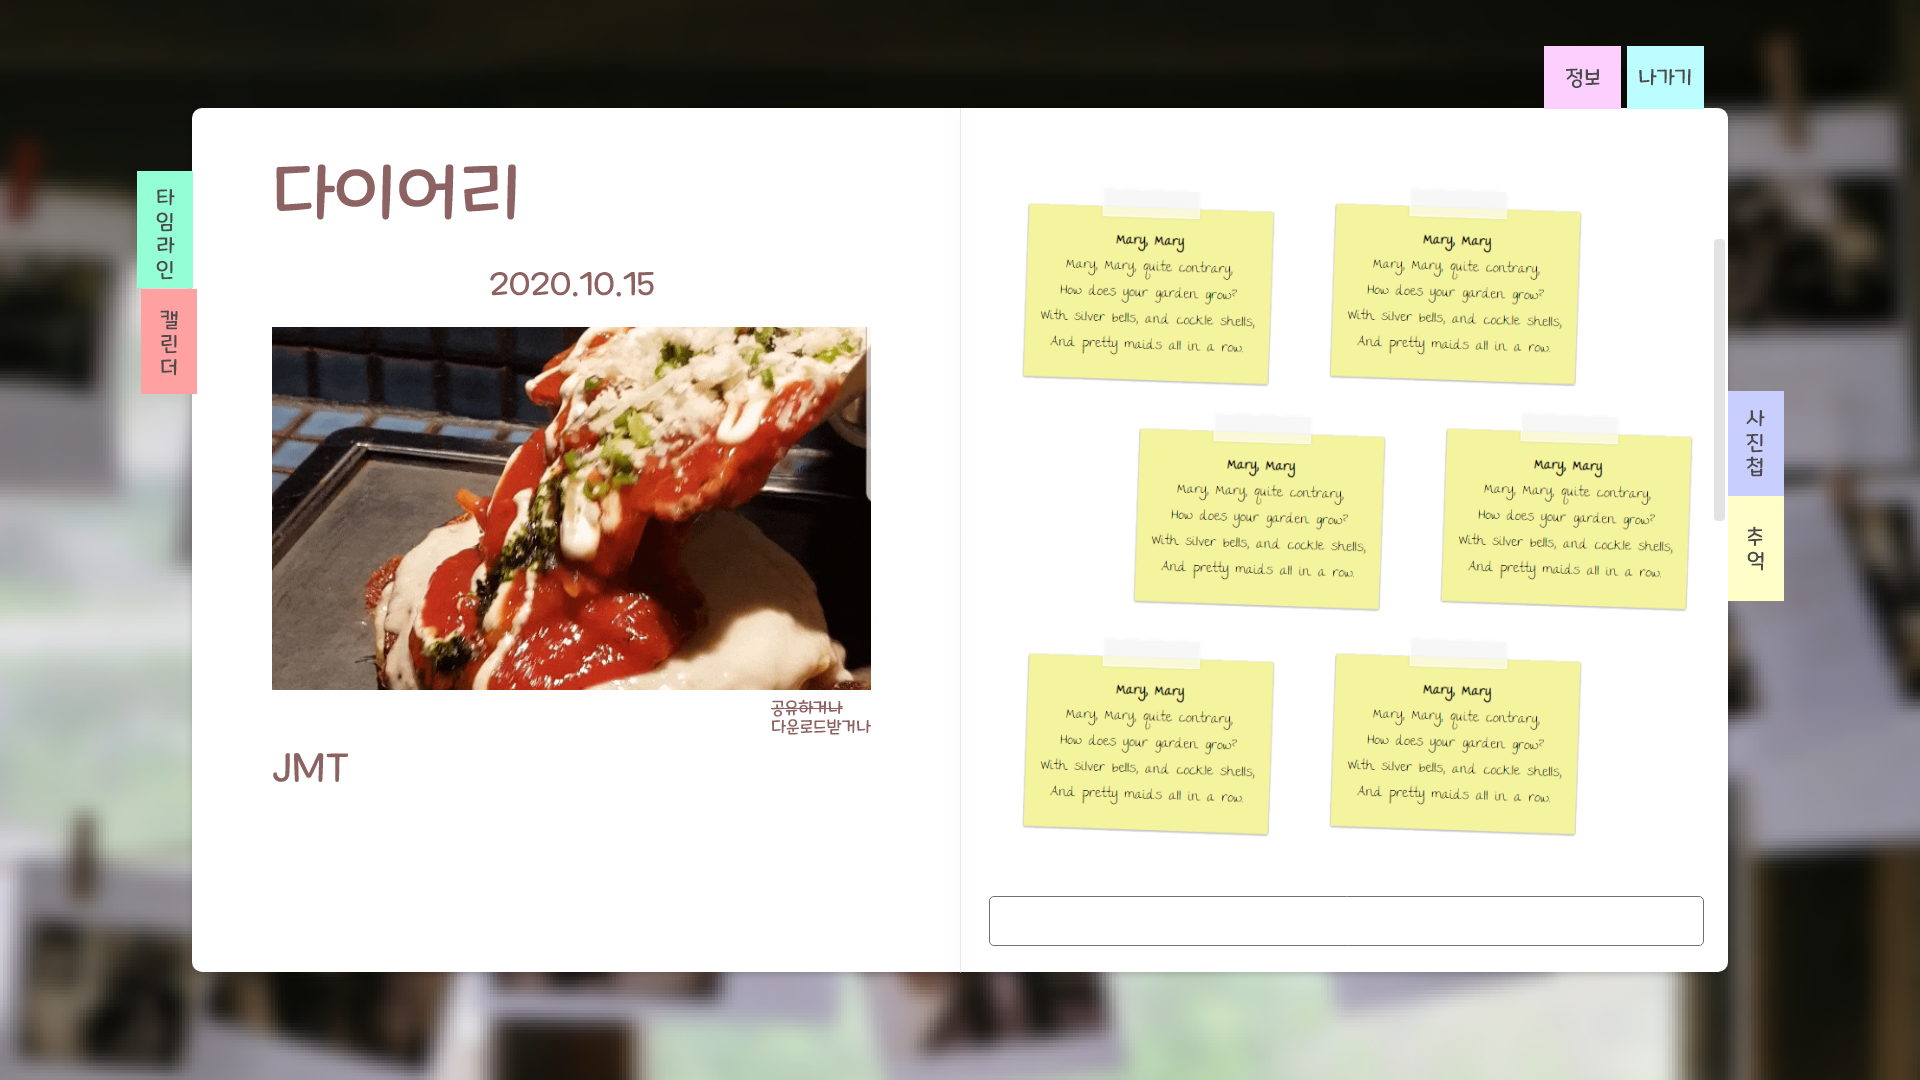 정보
나가기
타임라인
캘린더
다이어리
2020.10.15
공유하거나
다운로드받거나
JMT
Mary, Mary
Mary, Mary, quite contrary,
How does your garden grow?
With silver bells, and cockle shells,
And pretty maids all in a row.
Mary, Mary
Mary, Mary, quite contrary,
How does your garden grow?
With silver bells, and cockle shells,
And pretty maids all in a row.
Mary, Mary
Mary, Mary, quite contrary,
How does your garden grow?
With silver bells, and cockle shells,
And pretty maids all in a row.
Mary, Mary
Mary, Mary, quite contrary,
How does your garden grow?
With silver bells, and cockle shells,
And pretty maids all in a row.
Mary, Mary
Mary, Mary, quite contrary,
How does your garden grow?
With silver bells, and cockle shells,
And pretty maids all in a row.
Mary, Mary
Mary, Mary, quite contrary,
How does your garden grow?
With silver bells, and cockle shells,
And pretty maids all in a row.
사진첩
추억